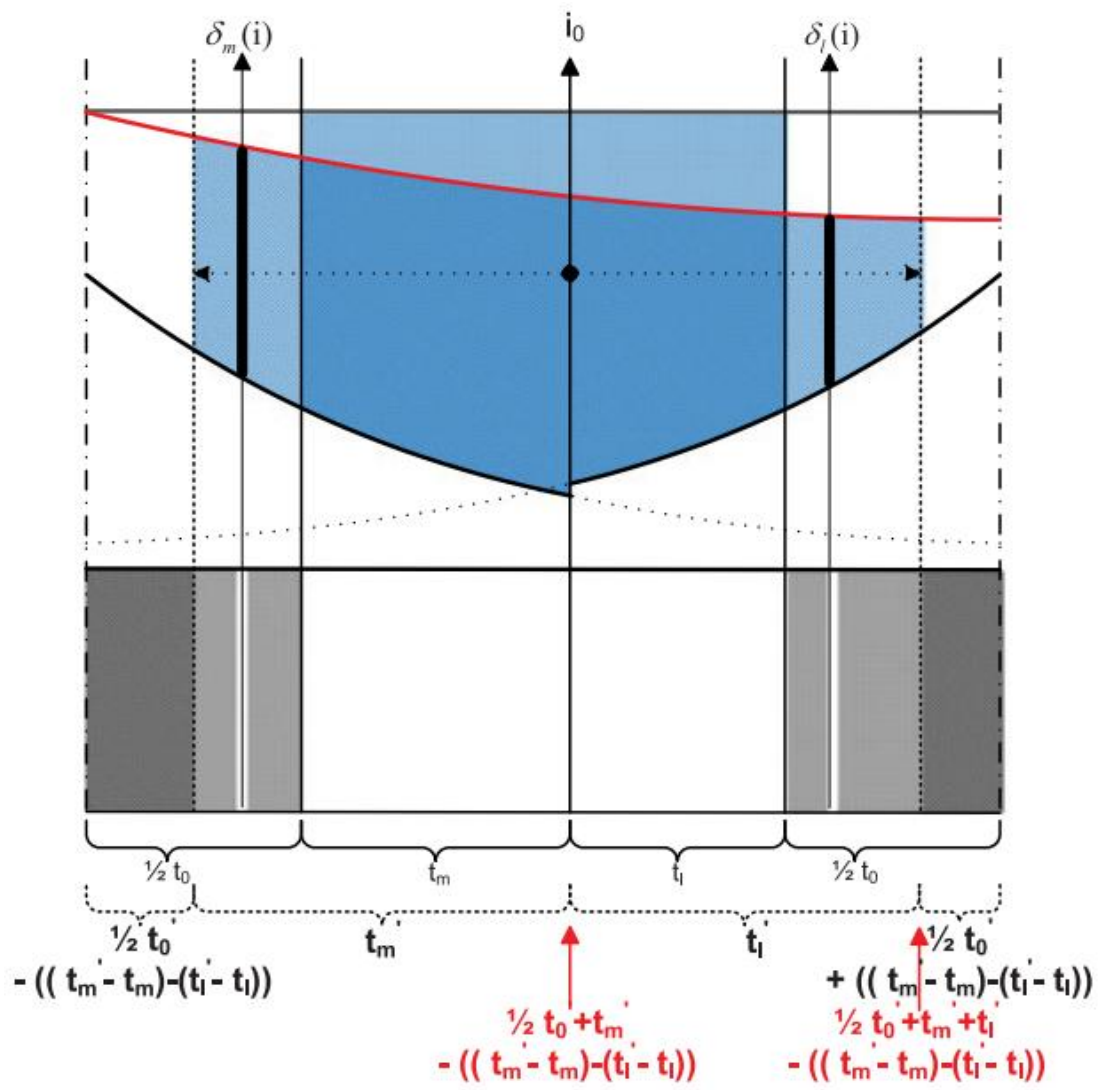 δₘ(i) i₀ δₗ(i)
½ t₀ tₘ tₗ ½ t₀
½ t₀' tₘ' tₗ' ½ t₀'
- (( tₘ' - tₘ)-(tₗ' - tₗ)) + (( tₘ' - tₘ)-(tₗ' - tₗ))
½ t₀' +tₘ' ½ t₀'+tₘ'+tₗ'
- (( tₘ' - tₘ)-(tₗ' - tₗ)) - (( tₘ' - tₘ)-(tₗ' - tₗ))